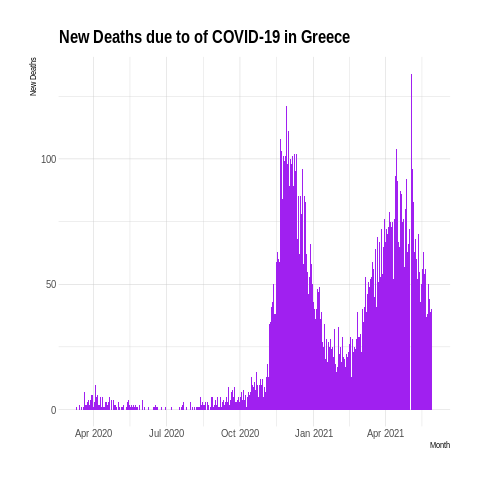 New Deaths due to of COVID-19 in Greece
New Deaths
100
50
0
Apr 2020 Jul 2020 Oct 2020 Jan 2021 Apr 2021
Month